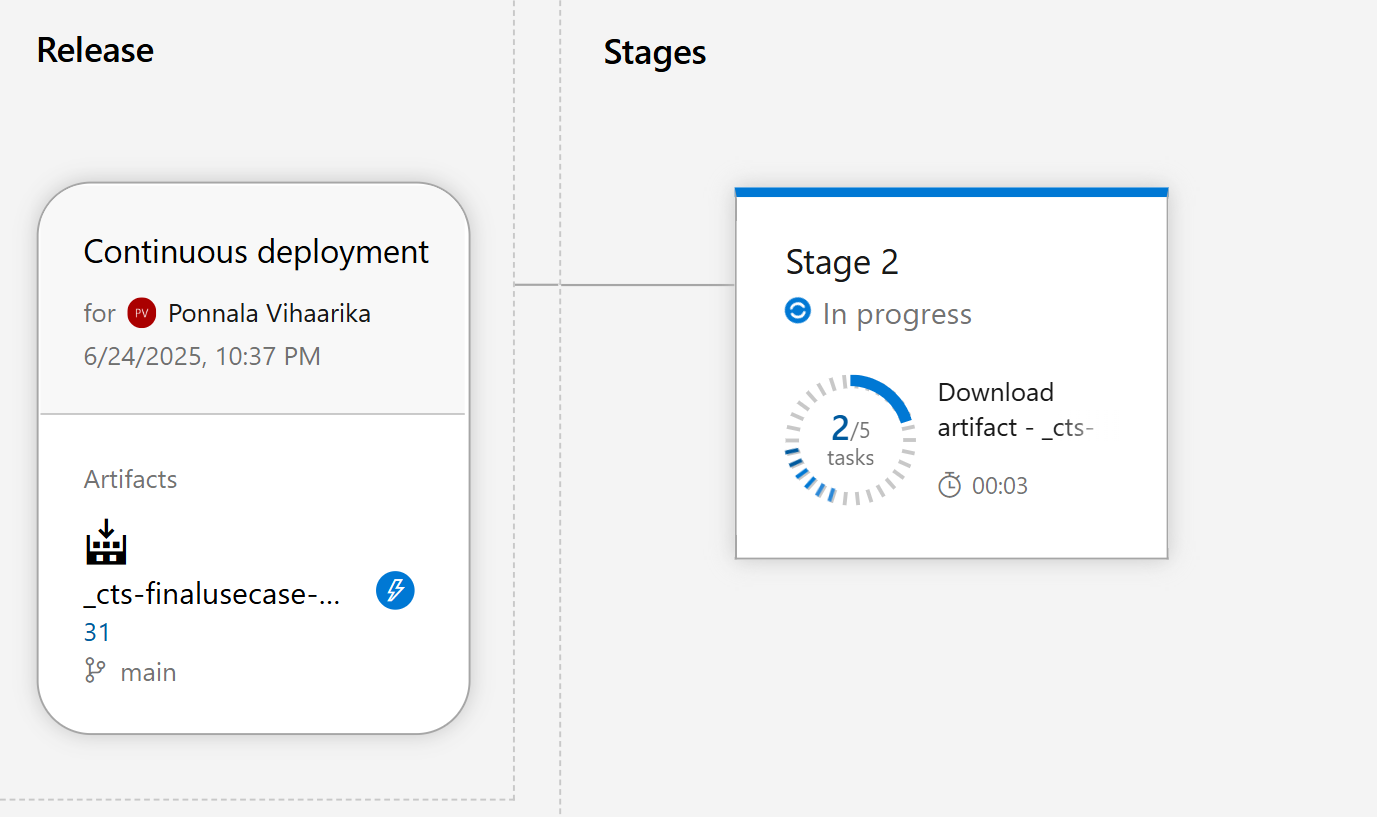 Release
Stages
Continuous deployment
for PV Ponnala Vihaarika
6/24/2025, 10:37 PM
Artifacts
_cts-finalusecase-...
31
main
Stage 2
In progress
2/5
tasks
Download
artifact - _cts-
00:03